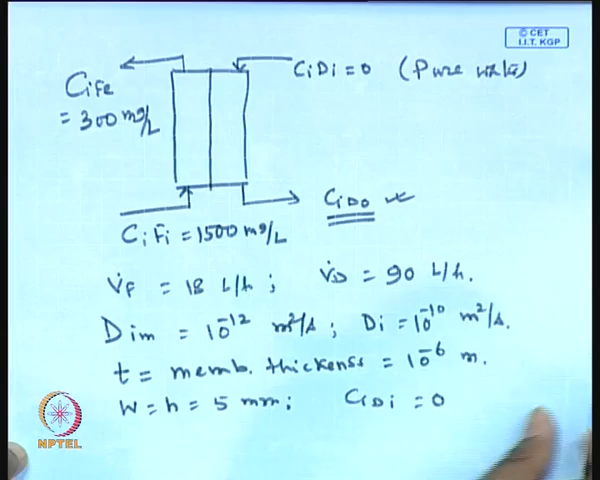 © CET
I.I.T. KGP
CiDi = 0 (Pure water)
Cife
= 300 mg/L
CiDo
CiFi = 1500 mg/L
V̇F = 18 L/h ; V̇D = 90 L/h.
Dim = 10⁻¹² m²/s ; Di = 10⁻¹⁰ m²/s.
t = memb. thickenss = 10⁻⁶ m.
W = h = 5 mm ; CiDi = 0
NPTEL